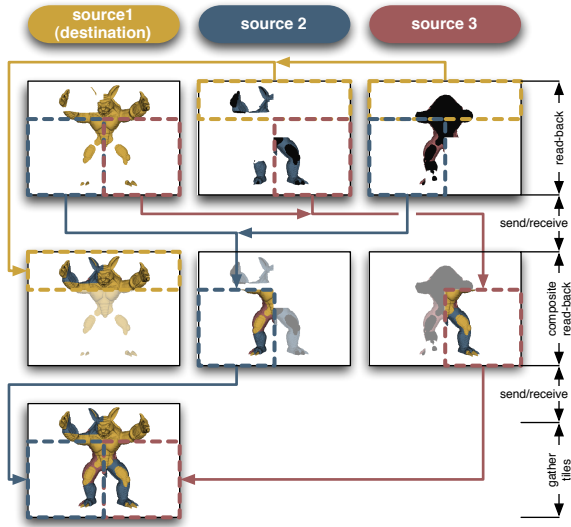 source1
(destination)
source 2
source 3
read-back
send/receive
composite
read-back
send/receive
gather
tiles